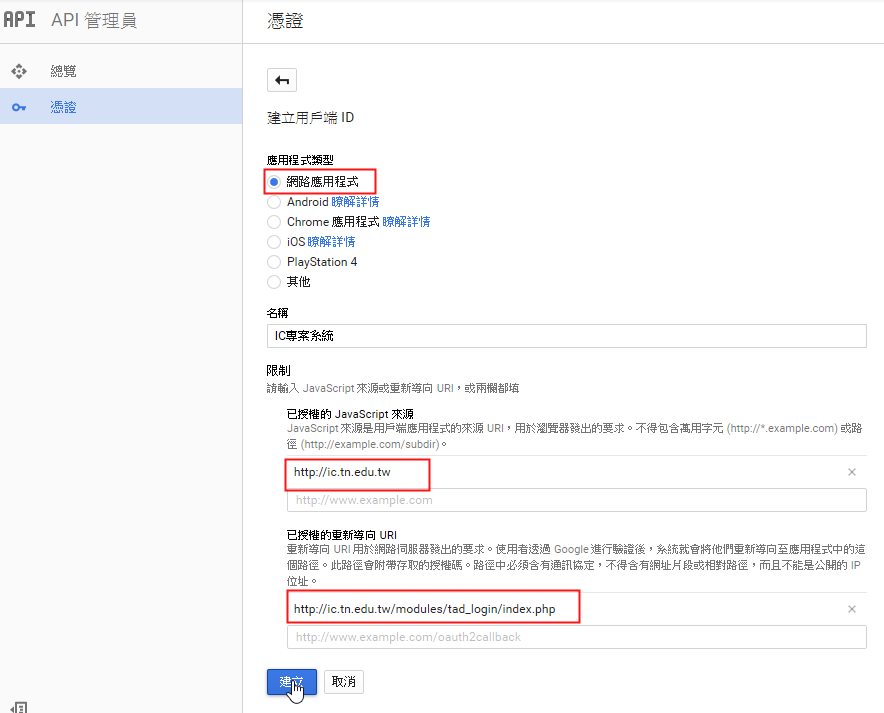 API API 管理員
憑證
總覽
憑證
建立用戶端 ID
應用程式類型
網路應用程式
Android 瞭解詳情
Chrome 應用程式 瞭解詳情
iOS 瞭解詳情
PlayStation 4
其他
名稱
IC專案系統
限制
請輸入 JavaScript 來源或重新導向 URI，或兩欄都填
已授權的 JavaScript 來源
JavaScript 來源是用戶端應用程式的來源 URI，用於瀏覽器發出的要求。不得包含萬用字元 (http://*.example.com) 或路
徑 (http://example.com/subdir)。
http://ic.tn.edu.tw
http://www.example.com
已授權的重新導向 URI
重新導向 URI 用於網路伺服器發出的要求。使用者透過 Google 進行驗證後，系統就會將他們重新導向至應用程式中的這
個路徑。此路徑會附帶存取的授權碼。路徑中必須含有通訊協定，不得含有網址片段或相對路徑，而且不能是公開的 IP
位址。
http://ic.tn.edu.tw/modules/tad_login/index.php
http://www.example.com/oauth2callback
建立 取消